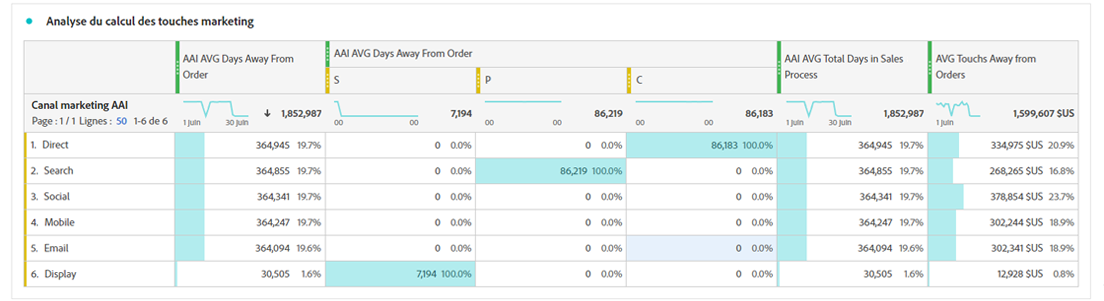 Analyse du calcul des touches marketing
AAI AVG Days Away From Order
AAI AVG Days Away From Order
S P C
AAI AVG Total Days in Sales Process
AVG Touchs Away from Orders
Canal marketing AAI
Page : 1 / 1 Lignes : 50 1-6 de 6
1 juin 30 juin ↓ 1,852,987
00 00 7,194
00 00 86,219
00 00 86,183
1 juin 30 juin 1,852,987
1 juin 1,599,607 $US
1. Direct 364,945 19.7% 0 0.0% 0 0.0% 86,183 100.0% 364,945 19.7% 334,975 $US 20.9%
2. Search 364,855 19.7% 0 0.0% 86,219 100.0% 0 0.0% 364,855 19.7% 268,265 $US 16.8%
3. Social 364,341 19.7% 0 0.0% 0 0.0% 0 0.0% 364,341 19.7% 378,854 $US 23.7%
4. Mobile 364,247 19.7% 0 0.0% 0 0.0% 0 0.0% 364,247 19.7% 302,244 $US 18.9%
5. Email 364,094 19.6% 0 0.0% 0 0.0% 0 0.0% 364,094 19.6% 302,341 $US 18.9%
6. Display 30,505 1.6% 7,194 100.0% 0 0.0% 0 0.0% 30,505 1.6% 12,928 $US 0.8%